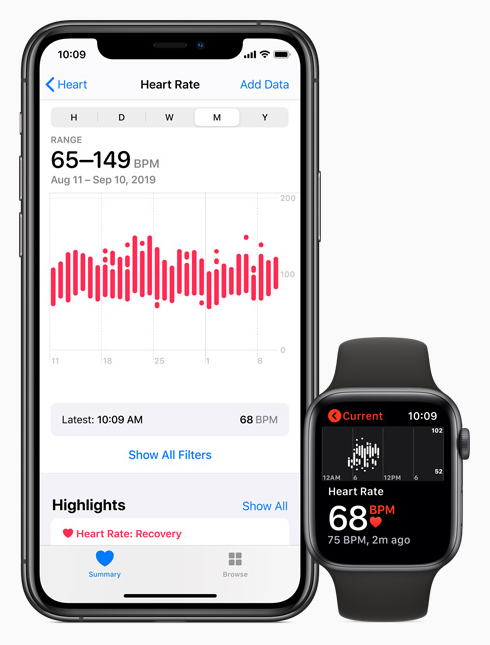 10:09
Heart
Heart Rate
Add Data
H D W M Y
RANGE
65–149 BPM
Aug 11 – Sep 10, 2019
200
100
0
11 18 25 1 8
Latest: 10:09 AM 68 BPM
Show All Filters
Highlights
Show All
Heart Rate: Recovery
Summary
Browse
Current 10:09
102
52
12AM 6 12PM 6
Heart Rate
68 BPM
75 BPM, 2m ago